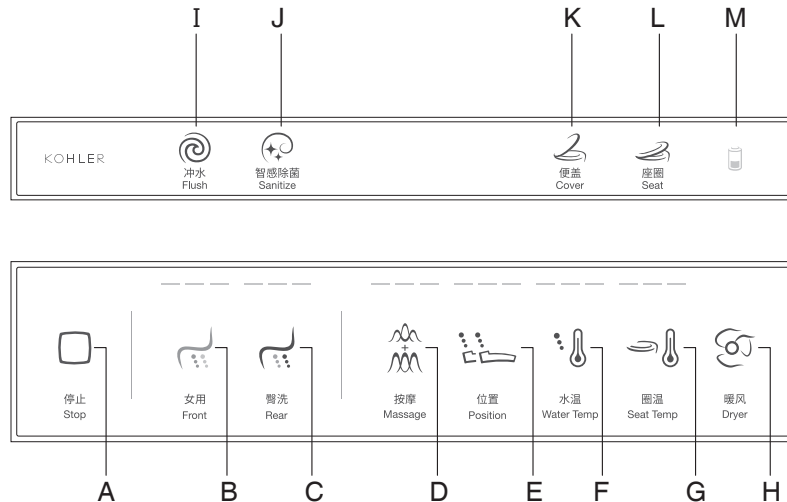 I J K L M
KOHLER
冲水 智感除菌 便盖 座圈
Flush Sanitize Cover Seat
停止 女用 臀洗 按摩 位置 水温 圈温 暖风
Stop Front Rear Massage Position Water Temp Seat Temp Dryer
A B C D E F G H